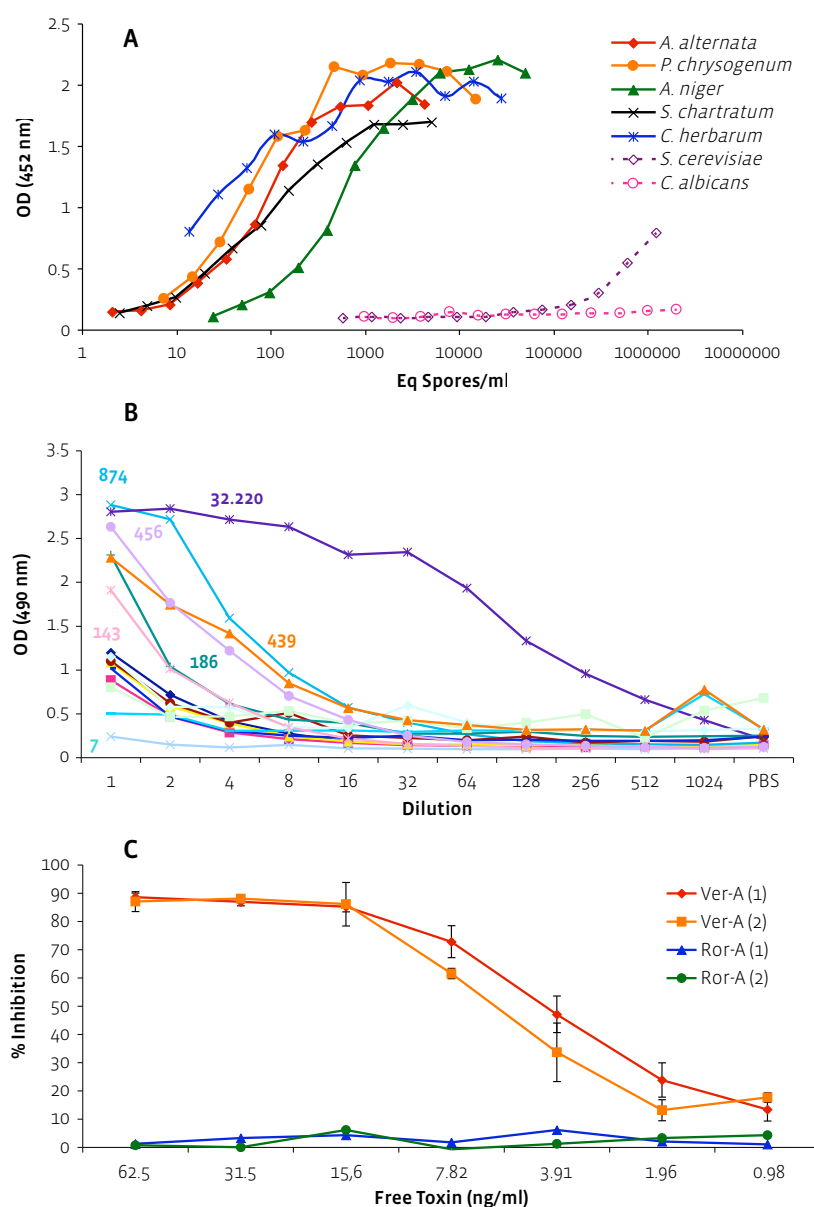 A
2.5
2
1.5
1
0.5
0
OD (452 nm)
1 10 100 1000 10000 100000 1000000 10000000
Eq Spores/ml
A. alternata
P. chrysogenum
A. niger
S. chartratum
C. herbarum
S. cerevisiae
C. albicans
B
3.5
3
2.5
2
1.5
1
0.5
0
OD (490 nm)
874
32.220
456
143
439
186
7
1 2 4 8 16 32 64 128 256 512 1024 PBS
Dilution
C
100
90
80
70
60
50
40
30
20
10
0
% Inhibition
62.5 31.5 15,6 7.82 3.91 1.96 0.98
Free Toxin (ng/ml)
Ver-A (1)
Ver-A (2)
Ror-A (1)
Ror-A (2)